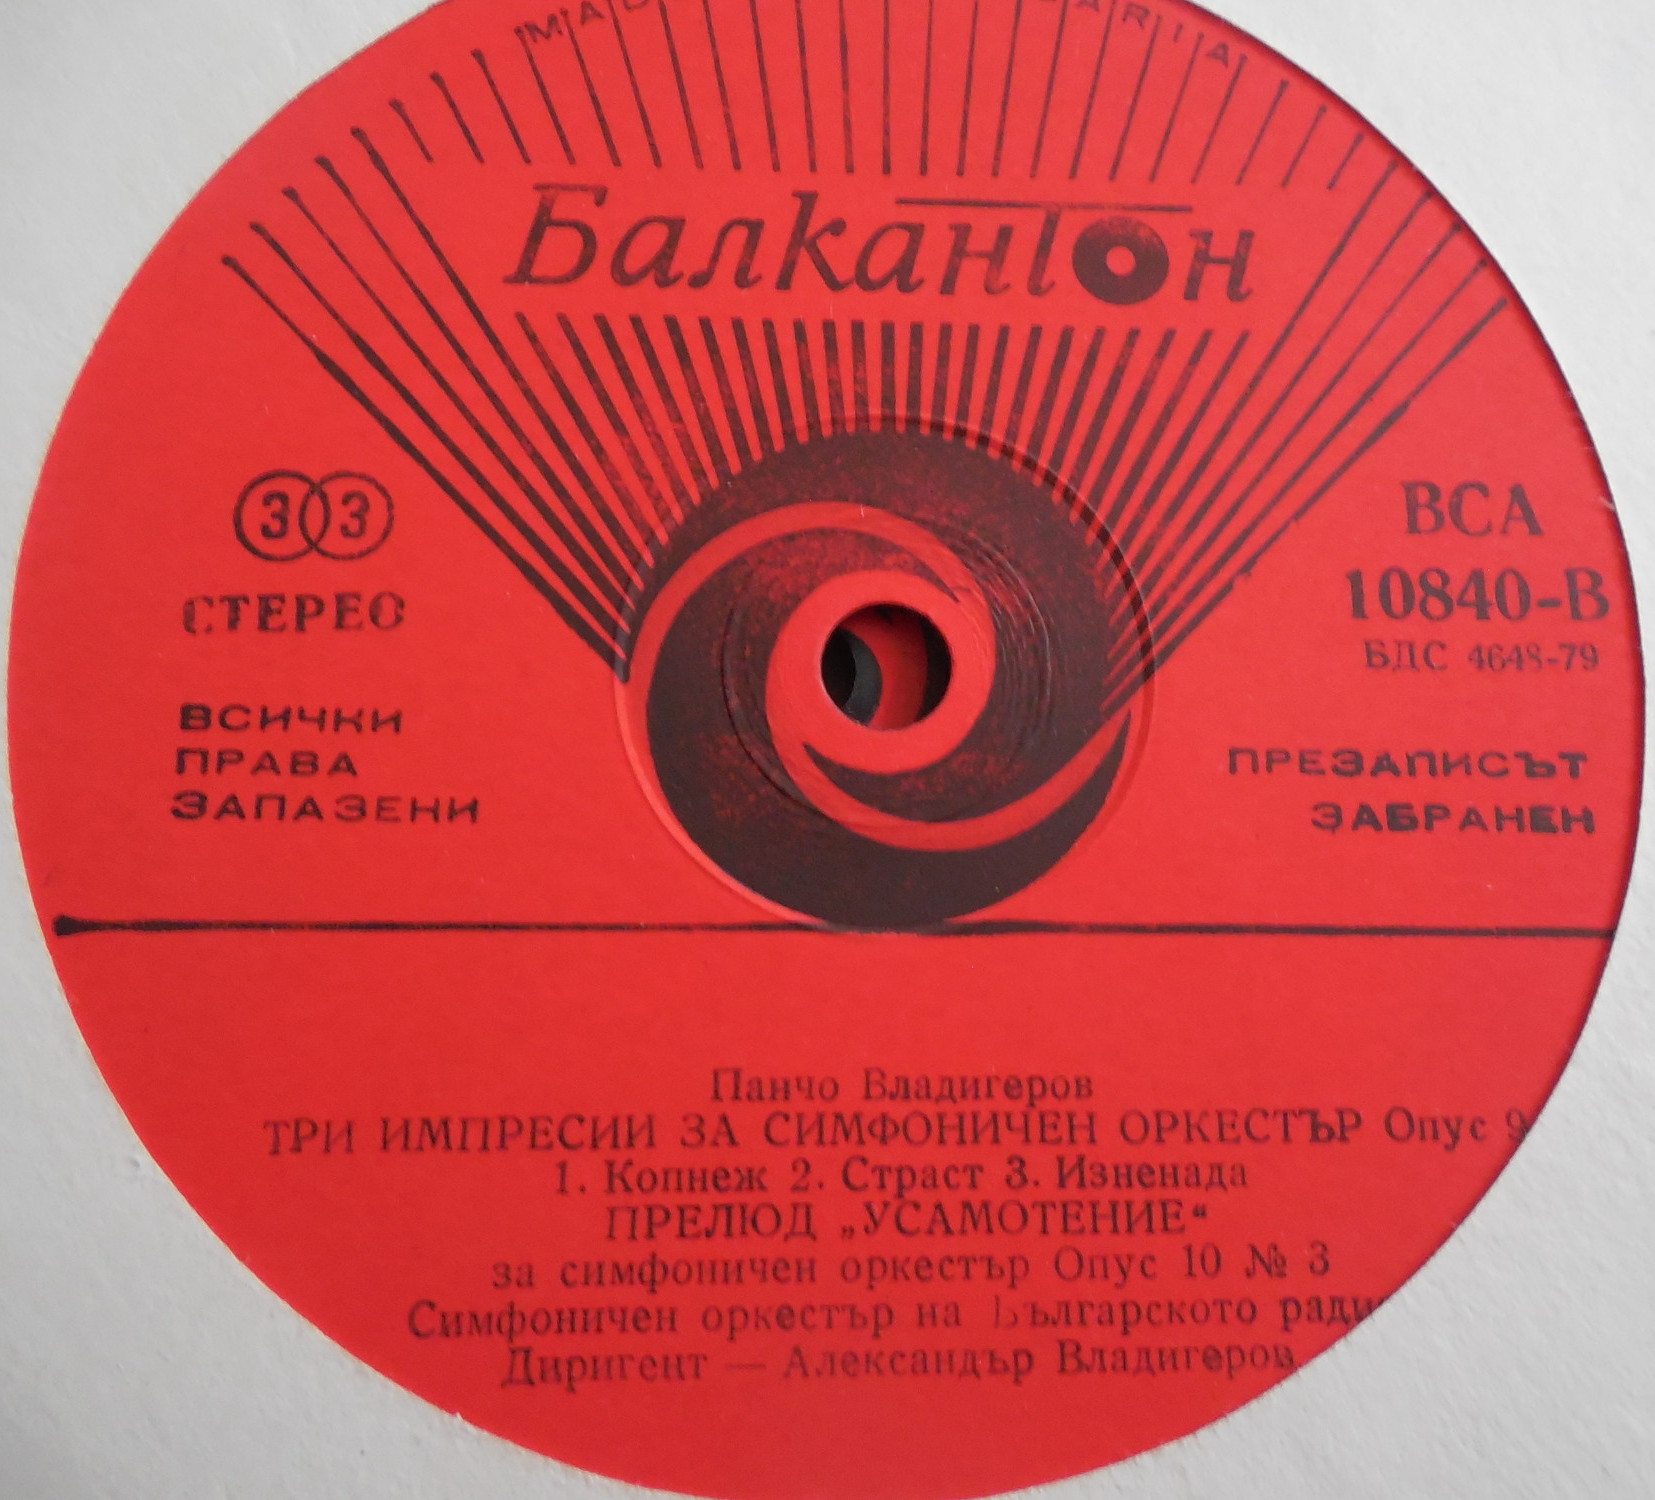 Балкантон
33
СТЕРЕО
ВСИЧКИ
ПРАВА
ЗАПАЗЕНИ
ВСА
10840-В
БДС 4648-79
ПРЕЗАПИСЪТ
ЗАБРАНЕН
Панчо Владигеров
ТРИ ИМПРЕСИИ ЗА СИМФОНИЧЕН ОРКЕСТЪР Опус 9
1. Копнеж 2. Страст 3. Изненада
ПРЕЛЮД „УСАМОТЕНИЕ“
за симфоничен оркестър Опус 10 № 3
Симфоничен оркестър на Българското ради
Диригент — Александър Владигеров